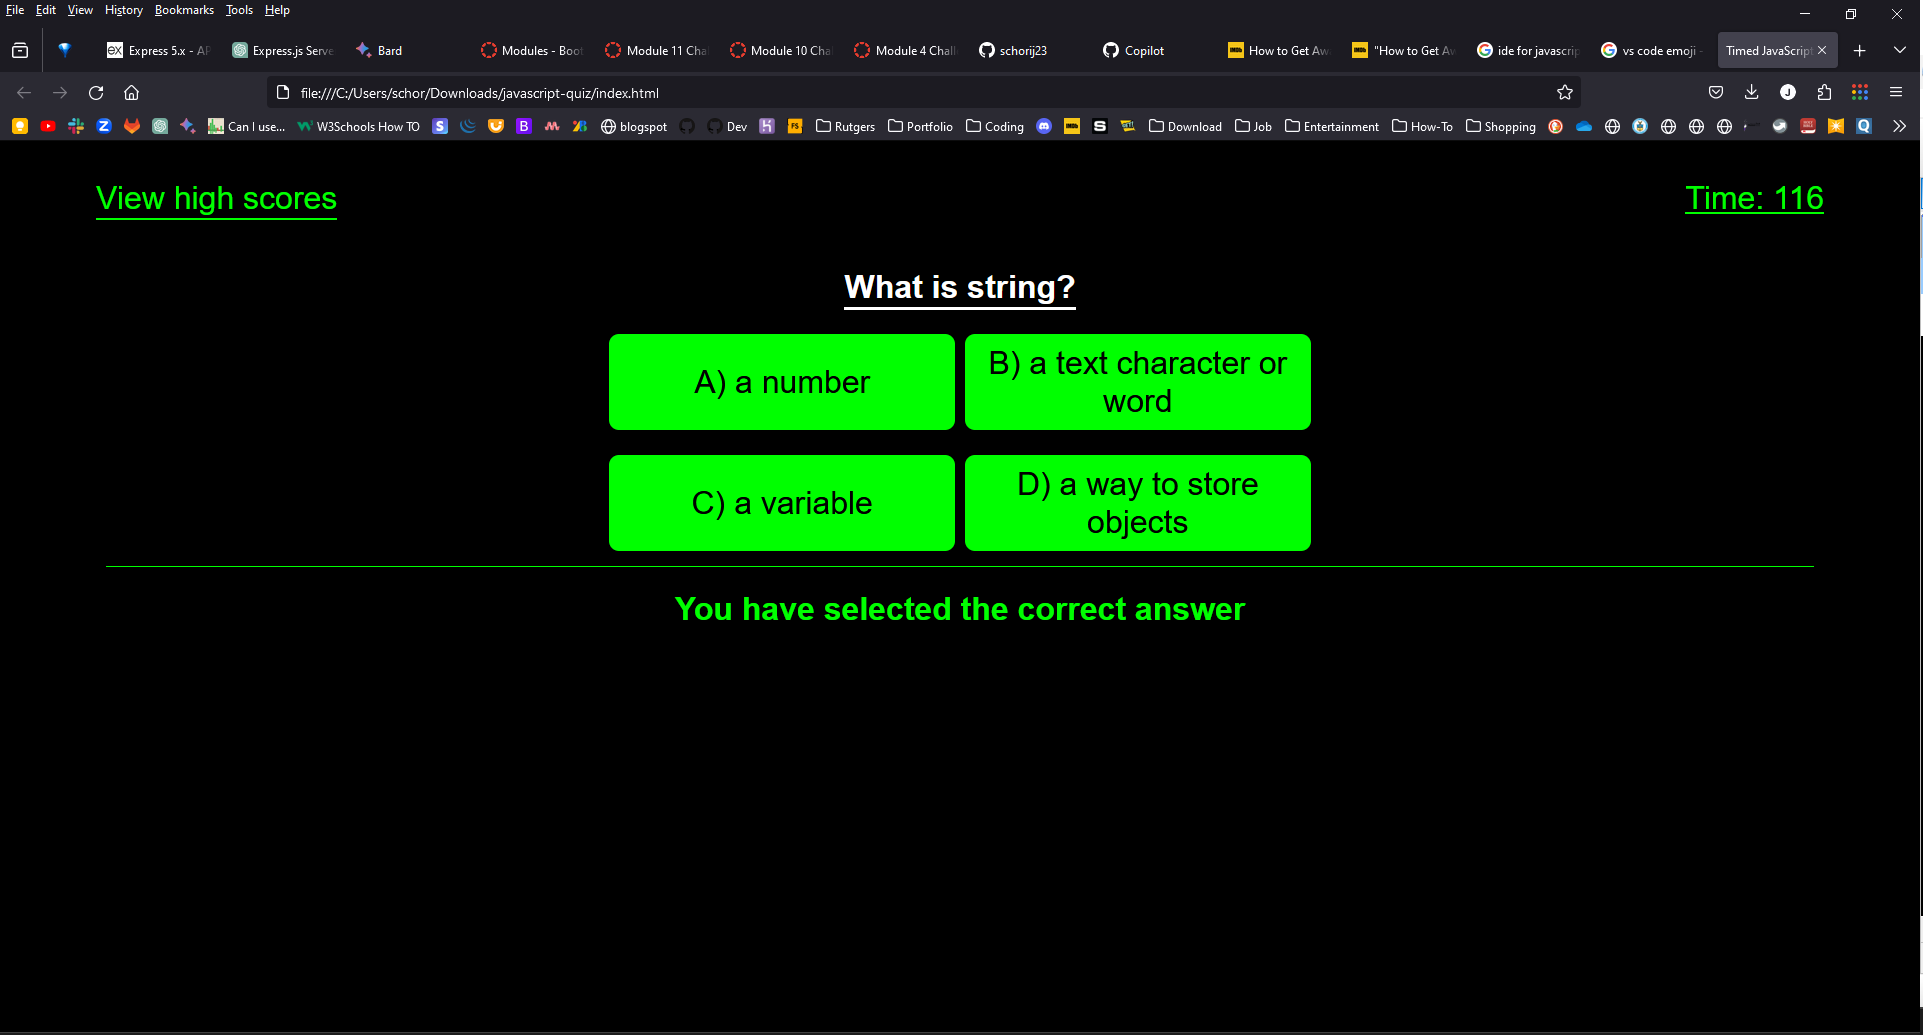 File Edit View History Bookmarks Tools Help
Express 5.x - AP
Express.js Serve
Bard
Modules - Boot
Module 11 Cha
Module 10 Cha
Module 4 Chall
schorij23
Copilot
How to Get Aw
"How to Get Aw
ide for javascrip
vs code emoji -
Timed JavaScript
file:///C:/Users/schor/Downloads/javascript-quiz/index.html
Can I use... W3Schools How TO blogspot Dev Rutgers Portfolio Coding Download Job Entertainment How-To Shopping
View high scores
Time: 116
What is string?
A) a number
B) a text character or
word
C) a variable
D) a way to store
objects
You have selected the correct answer